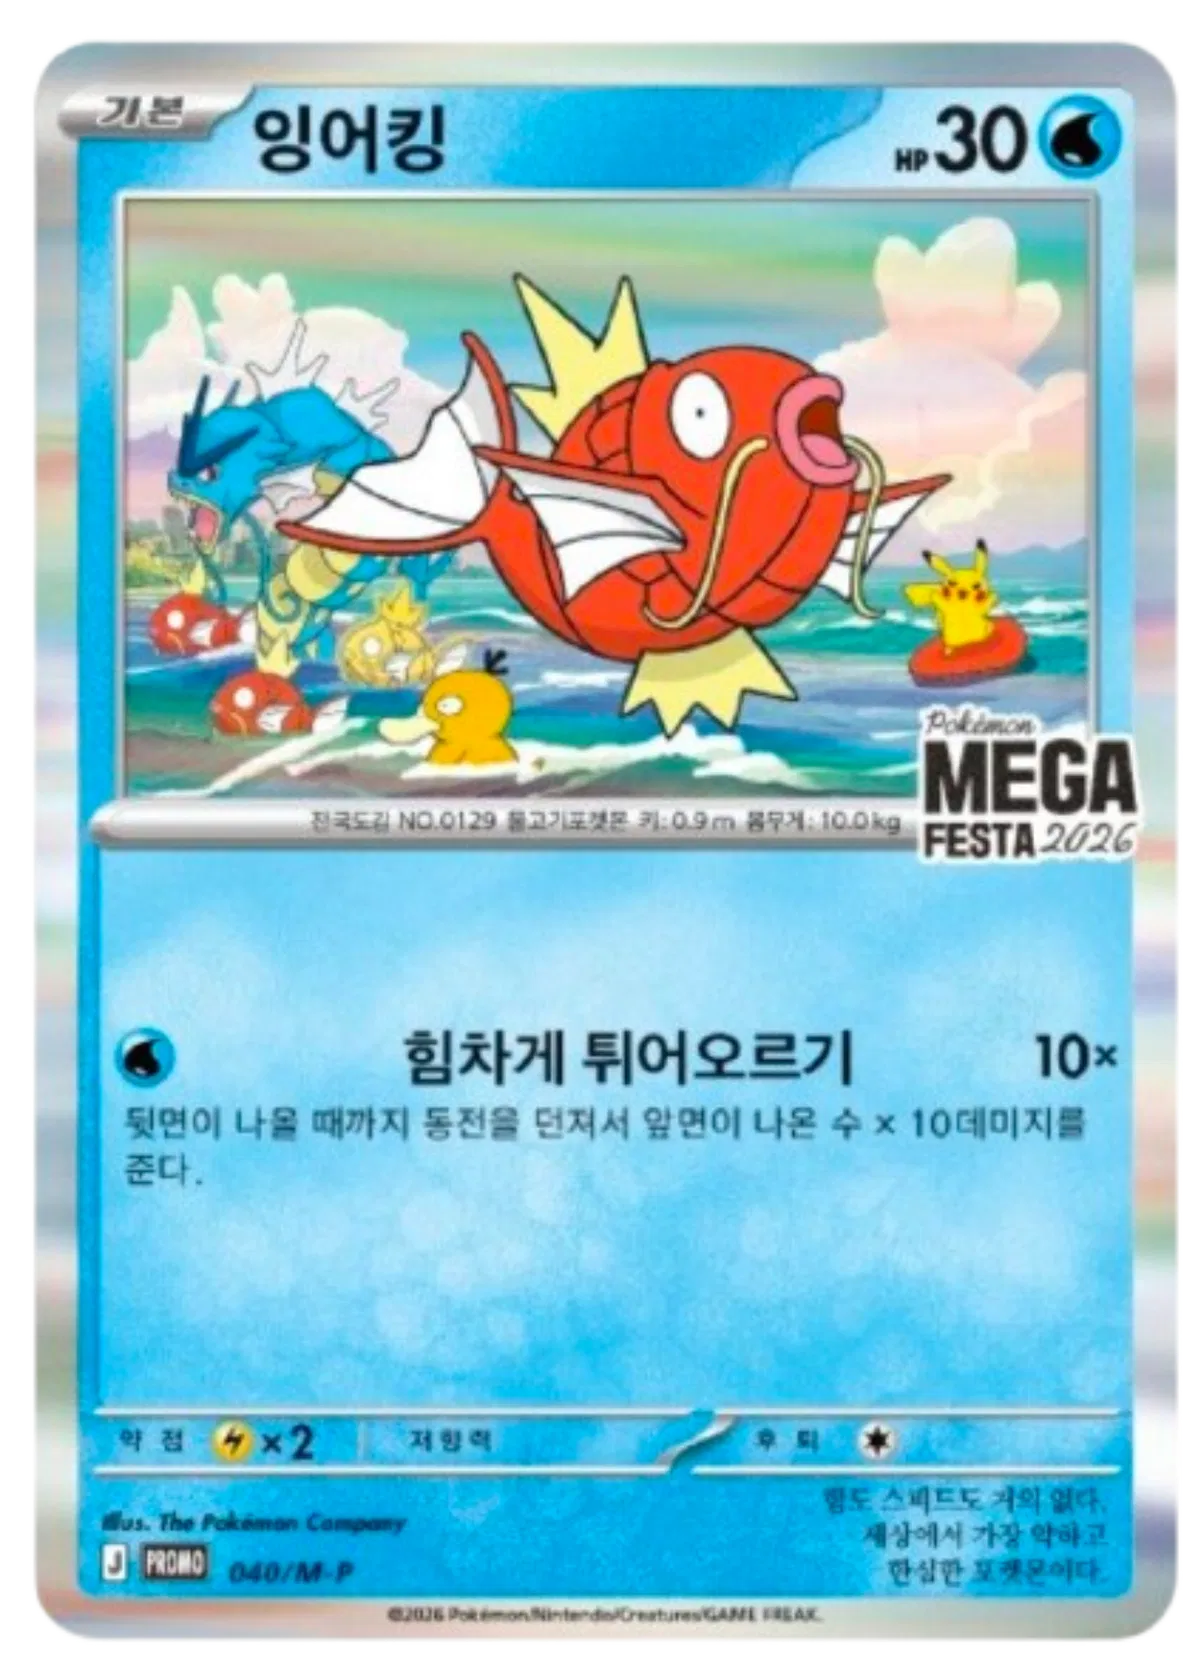 기본
잉어킹
HP 30
Pokémon
MEGA
FESTA 2026
전국도감 NO.0129 물고기포켓몬 키: 0.9m 몸무게: 10.0kg
힘차게 튀어오르기 10×
뒷면이 나올 때까지 동전을 던져서 앞면이 나온 수 × 10데미지를
준다.
약점 ×2 저항력 후퇴
힘도 스피드도 거의 없다.
세상에서 가장 약하고
한심한 포켓몬이다.
Illus. The Pokémon Company
J PROMO 040/M-P
©2026 Pokémon/Nintendo/Creatures/GAME FREAK.